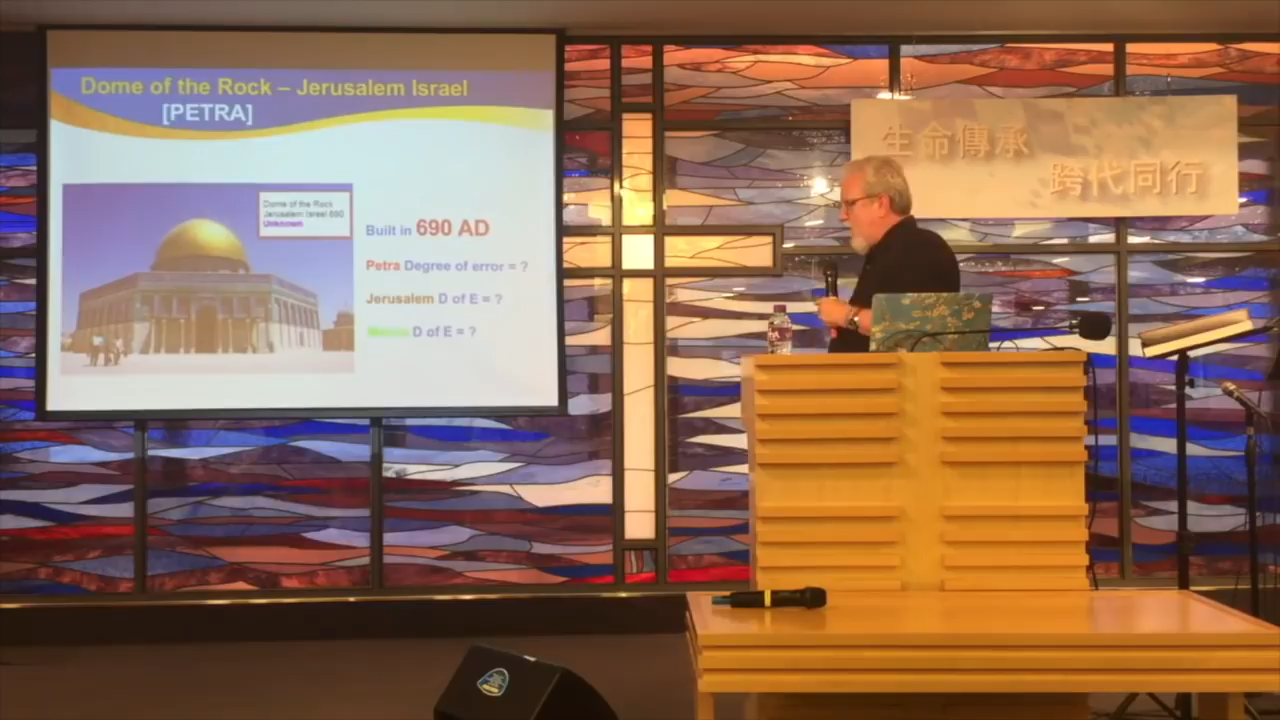 Dome of the Rock – Jerusalem Israel
[PETRA]
Dome of the Rock
Jerusalem Israel 690
Unknown
Built in 690 AD
Petra Degree of error = ?
Jerusalem D of E = ?
D of E = ?
生命傳承
跨代同行